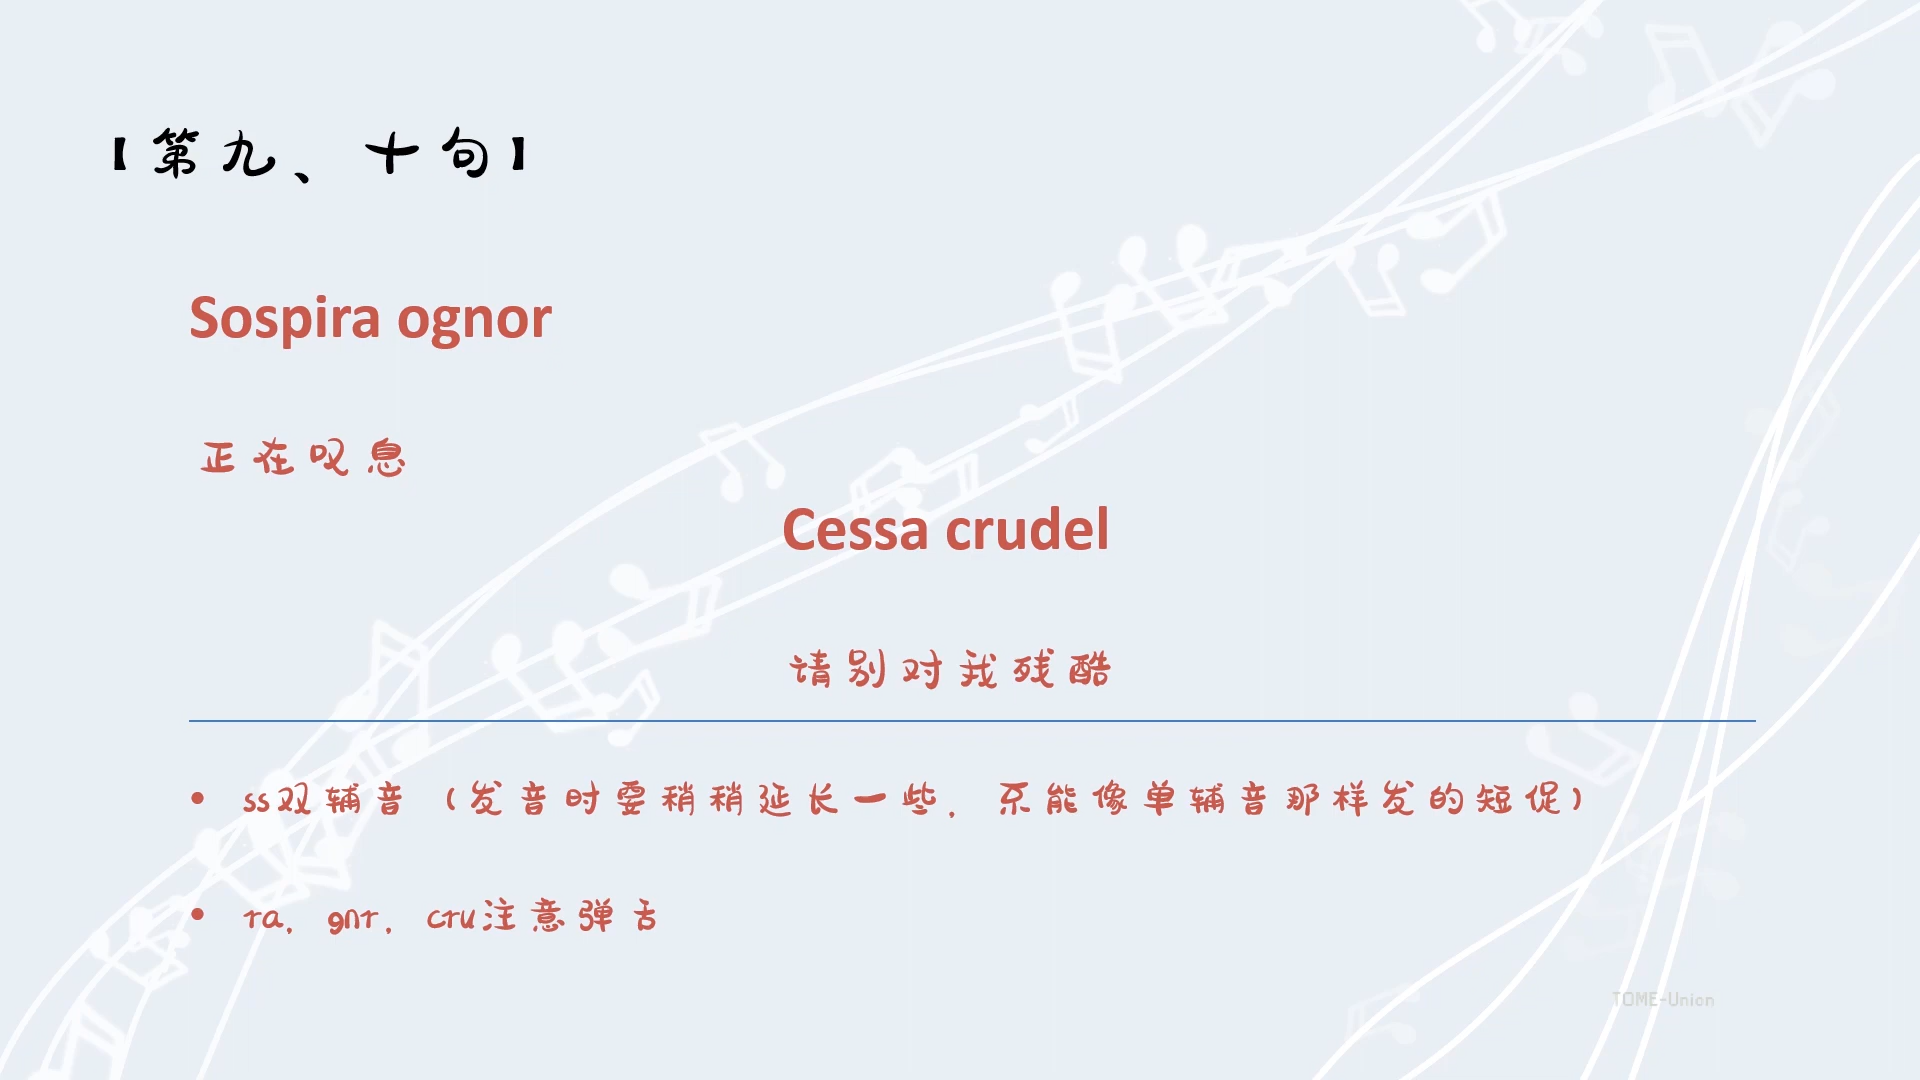 【第九、十句】
Sospira ognor
正在叹息
Cessa crudel
请别对我残酷
• ss双辅音（发音时要稍稍延长一些，不能像单辅音那样发的短促）
• ra，gnr，cru注意弹舌
TOME-Union